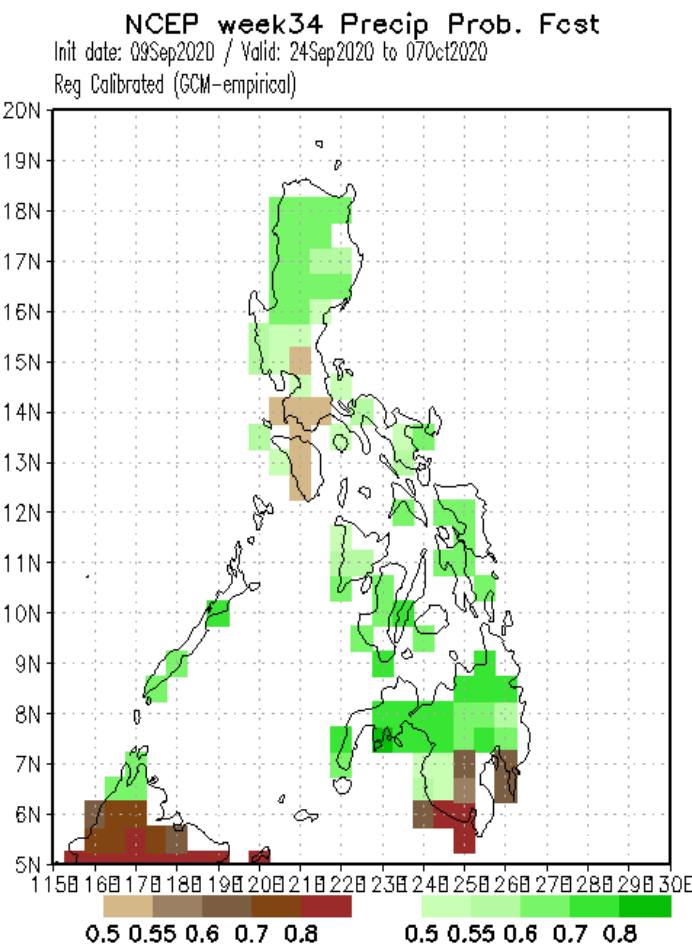 NCEP week34 Precip Prob. Fcst
Init date: 09Sep2020 / Valid: 24Sep2020 to 07Oct2020
Reg Calibrated (GCM-empirical)
20N
19N
18N
17N
16N
15N
14N
13N
12N
11N
10N
9N
8N
7N
6N
5N
115E 116E 117E 118E 119E 120E 121E 122E 123E 124E 125E 126E 127E 128E 129E 130E
0.5 0.55 0.6 0.7 0.8 0.5 0.55 0.6 0.7 0.8